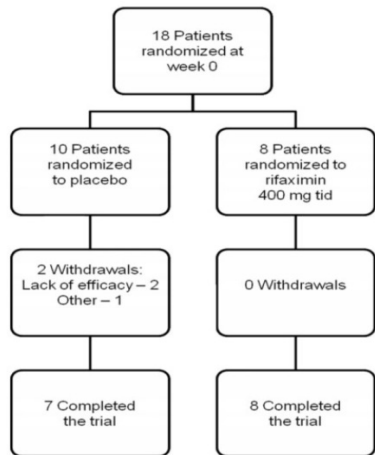 18 Patients
randomized at
week 0
10 Patients
randomized
to placebo
8 Patients
randomized to
rifaximin
400 mg tid
2 Withdrawals:
Lack of efficacy – 2
Other – 1
0 Withdrawals
7 Completed
the trial
8 Completed
the trial